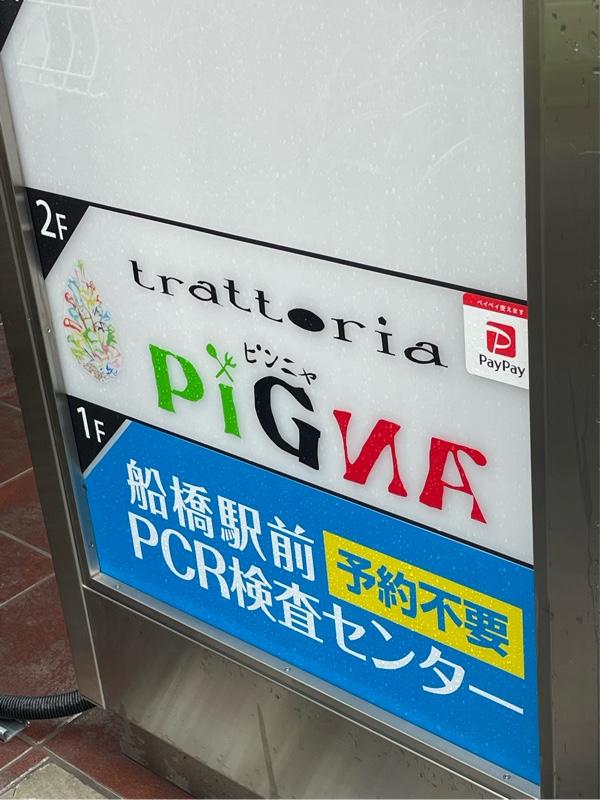 2F
trattoria
ピンニャ
PiGNA
ペイペイ使えます
PayPay
1F
船橋駅前
PCR検査センター
予約不要